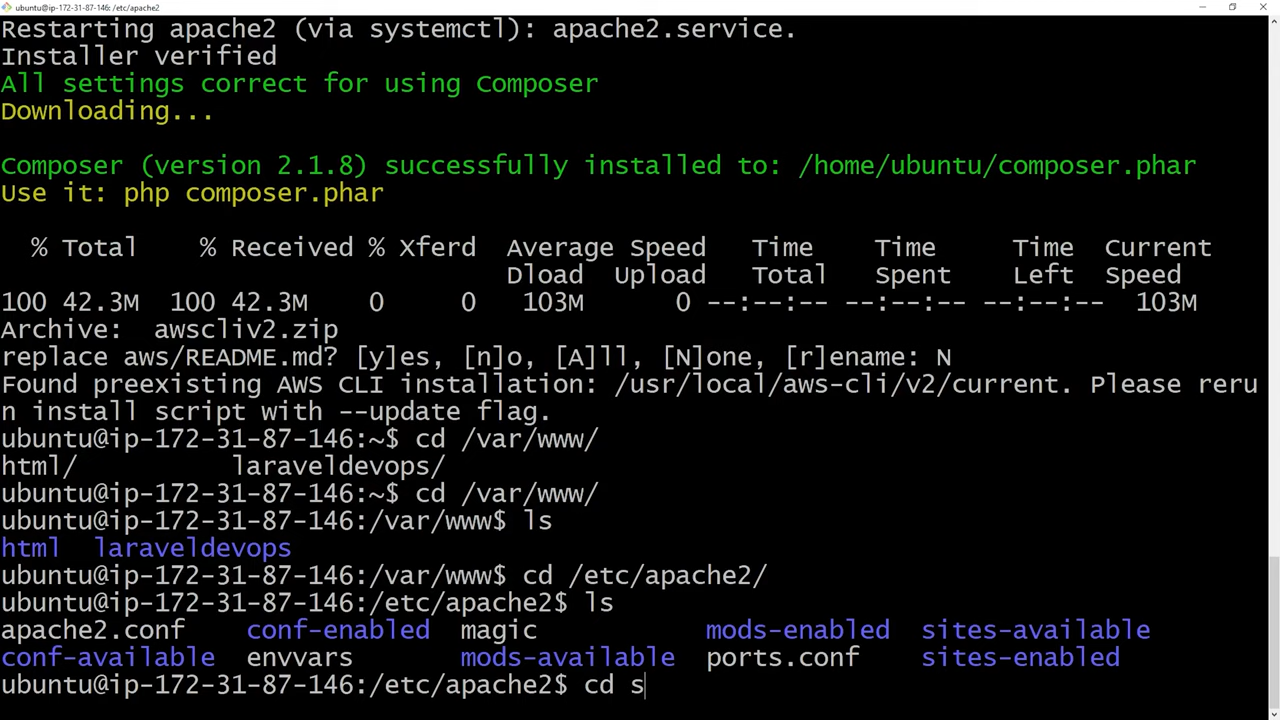 ubuntu@ip-172-31-87-146: /etc/apache2
Restarting apache2 (via systemctl): apache2.service.
Installer verified
All settings correct for using Composer
Downloading...
Composer (version 2.1.8) successfully installed to: /home/ubuntu/composer.phar
Use it: php composer.phar
% Total % Received % Xferd Average Speed Time Time Time Current
Dload Upload Total Spent Left Speed
100 42.3M 100 42.3M 0 0 103M 0 --:--:-- --:--:-- --:--:-- 103M
Archive: awscliv2.zip
replace aws/README.md? [y]es, [n]o, [A]ll, [N]one, [r]ename: N
Found preexisting AWS CLI installation: /usr/local/aws-cli/v2/current. Please reru
n install script with --update flag.
ubuntu@ip-172-31-87-146:~$ cd /var/www/
html/ laraveldevops/
ubuntu@ip-172-31-87-146:~$ cd /var/www/
ubuntu@ip-172-31-87-146:/var/www$ ls
html laraveldevops
ubuntu@ip-172-31-87-146:/var/www$ cd /etc/apache2/
ubuntu@ip-172-31-87-146:/etc/apache2$ ls
apache2.conf conf-enabled magic mods-enabled sites-available
conf-available envvars mods-available ports.conf sites-enabled
ubuntu@ip-172-31-87-146:/etc/apache2$ cd s